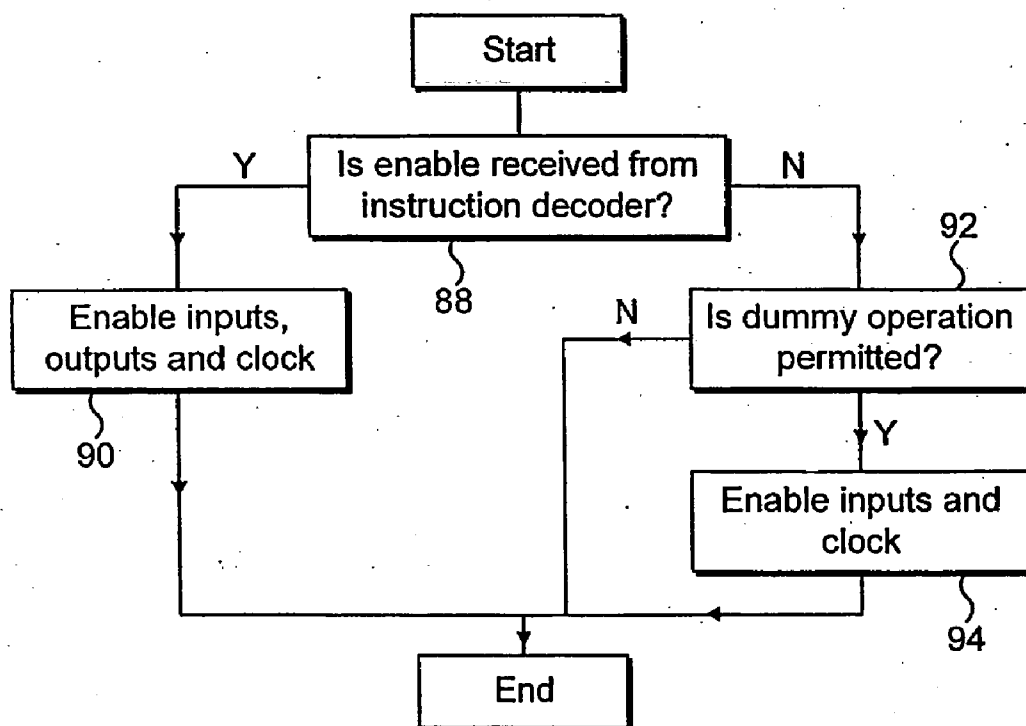 Start
Is enable received from
instruction decoder?
Y
N
88
92
Enable inputs,
outputs and clock
90
N
Is dummy operation
permitted?
Y
Enable inputs and
clock
94
End